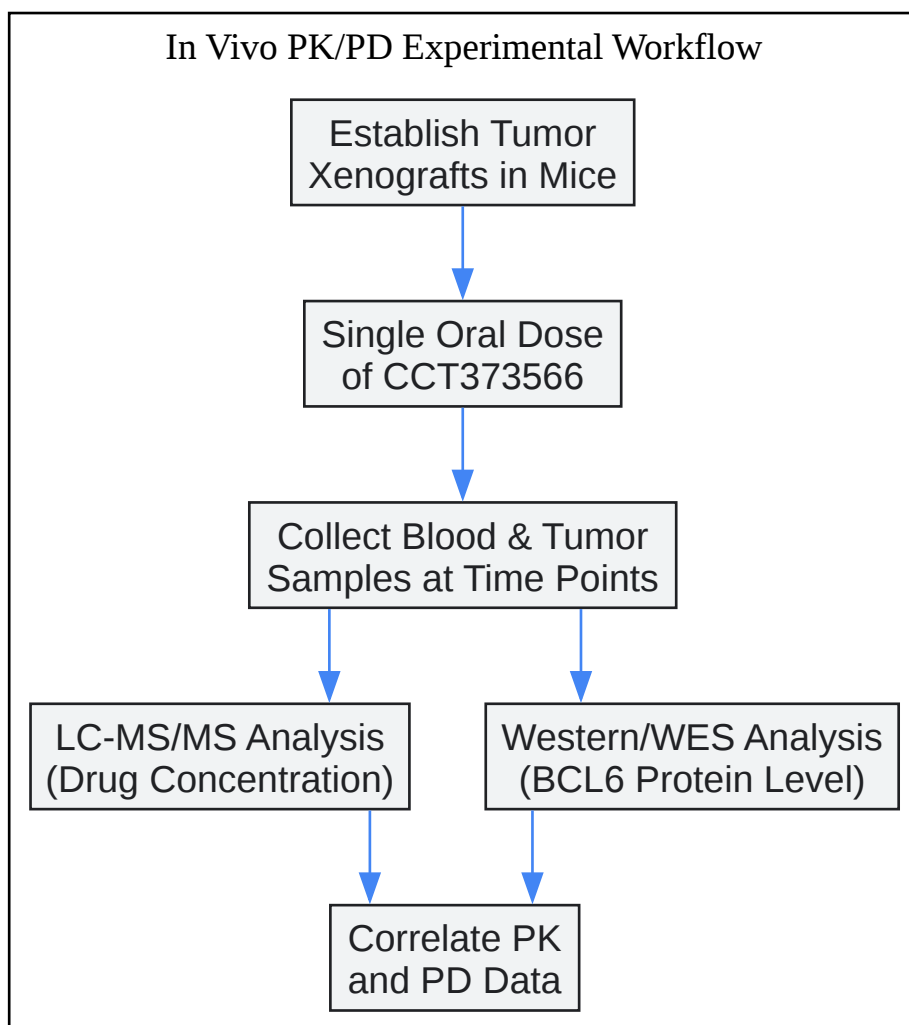 In Vivo PK/PD Experimental Workflow
Establish Tumor
Xenografts in Mice
Single Oral Dose
of CCT373566
Collect Blood & Tumor
Samples at Time Points
LC-MS/MS Analysis
(Drug Concentration)
Western/WES Analysis
(BCL6 Protein Level)
Correlate PK
and PD Data